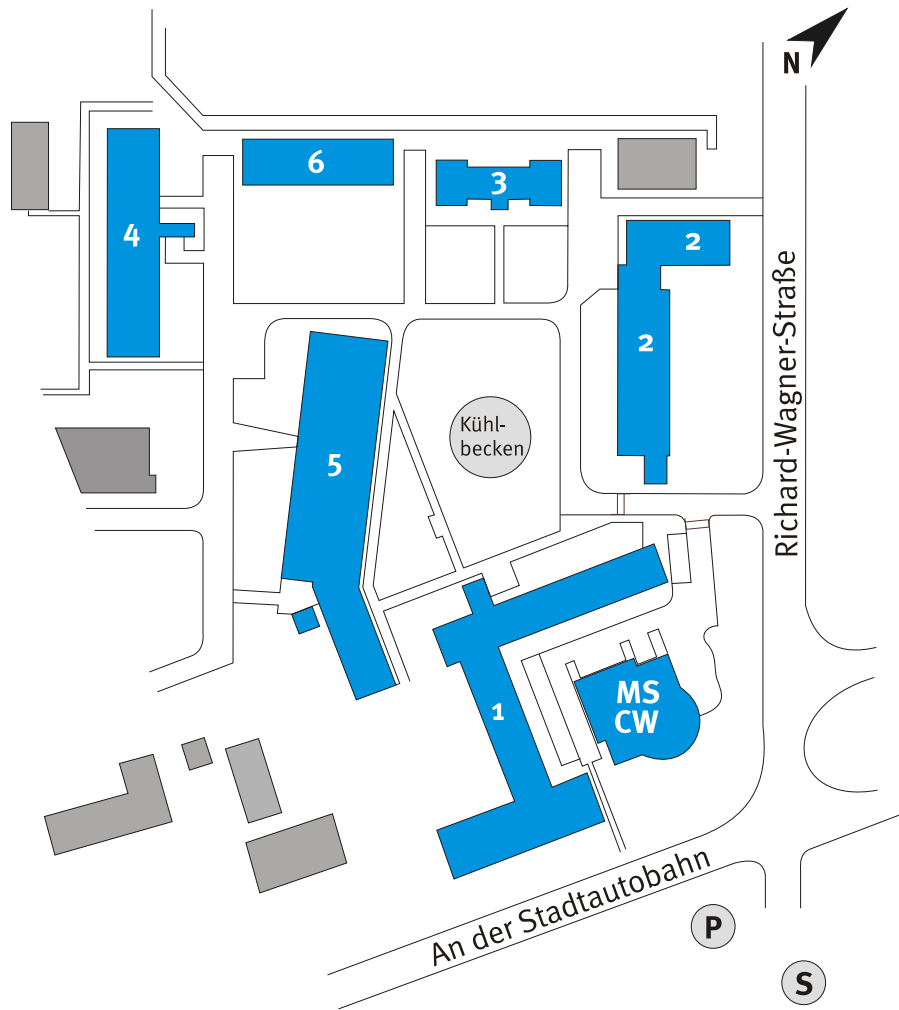 N
6
3
4
2
2
Richard-Wagner-Straße
Kühl-
becken
5
MS
CW
1
An der Stadtautobahn
P
S